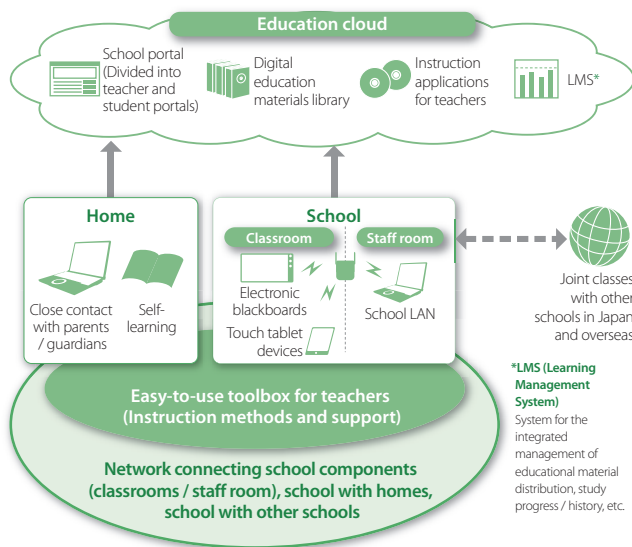 Education cloud
School portal
(Divided into
teacher and
student portals)
Digital
education
materials library
Instruction
applications
for teachers
LMS*
Home
Close contact
with parents
/ guardians
Self-
learning
School
Classroom
Staff room
Electronic
blackboards
Touch tablet
devices
School LAN
Joint classes
with other
schools in Japan
and overseas
Easy-to-use toolbox for teachers
(Instruction methods and support)
Network connecting school components
(classrooms / staff room), school with homes,
school with other schools
*LMS (Learning
Management
System)
System for the
integrated
management of
educational material
distribution, study
progress / history, etc.